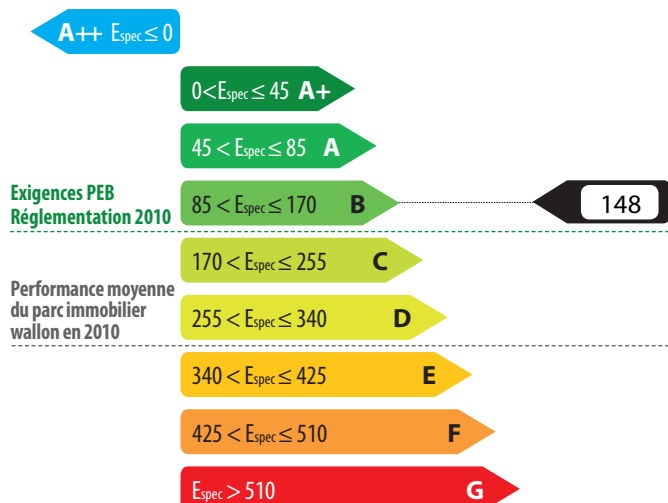 A++ Espec ≤ 0
0<Espec ≤ 45 A+
45 < Espec ≤ 85 A
Exigences PEB
Réglementation 2010
85 < Espec ≤ 170 B
148
170 < Espec ≤ 255 C
Performance moyenne
du parc immobilier
wallon en 2010
255 < Espec ≤ 340 D
340 < Espec ≤ 425 E
425 < Espec ≤ 510 F
Espec > 510 G